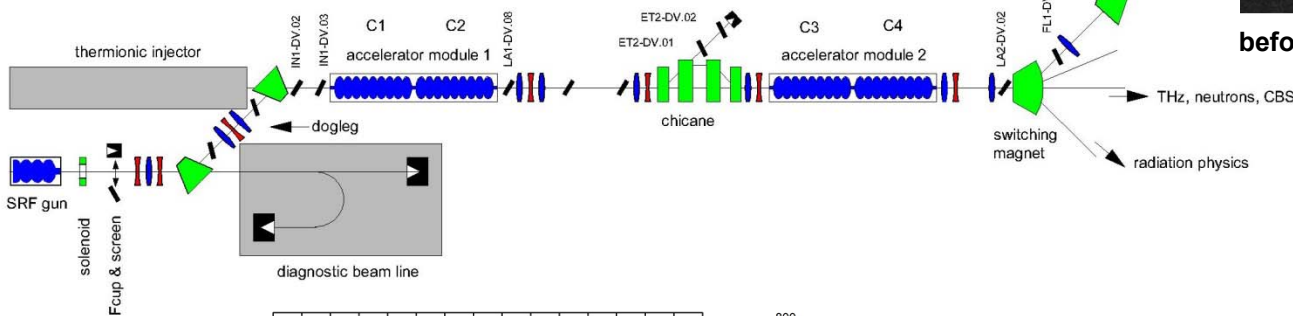 thermionic injector
IN1-DV.02
IN1-DV.03
C1
C2
accelerator module 1
LA1-DV.08
ET2-DV.02
ET2-DV.01
chicane
C3
C4
accelerator module 2
LA2-DV.02
switching
magnet
THz, neutrons, CBS
radiation physics
dogleg
SRF gun
solenoid
Fcup & screen
diagnostic beam line